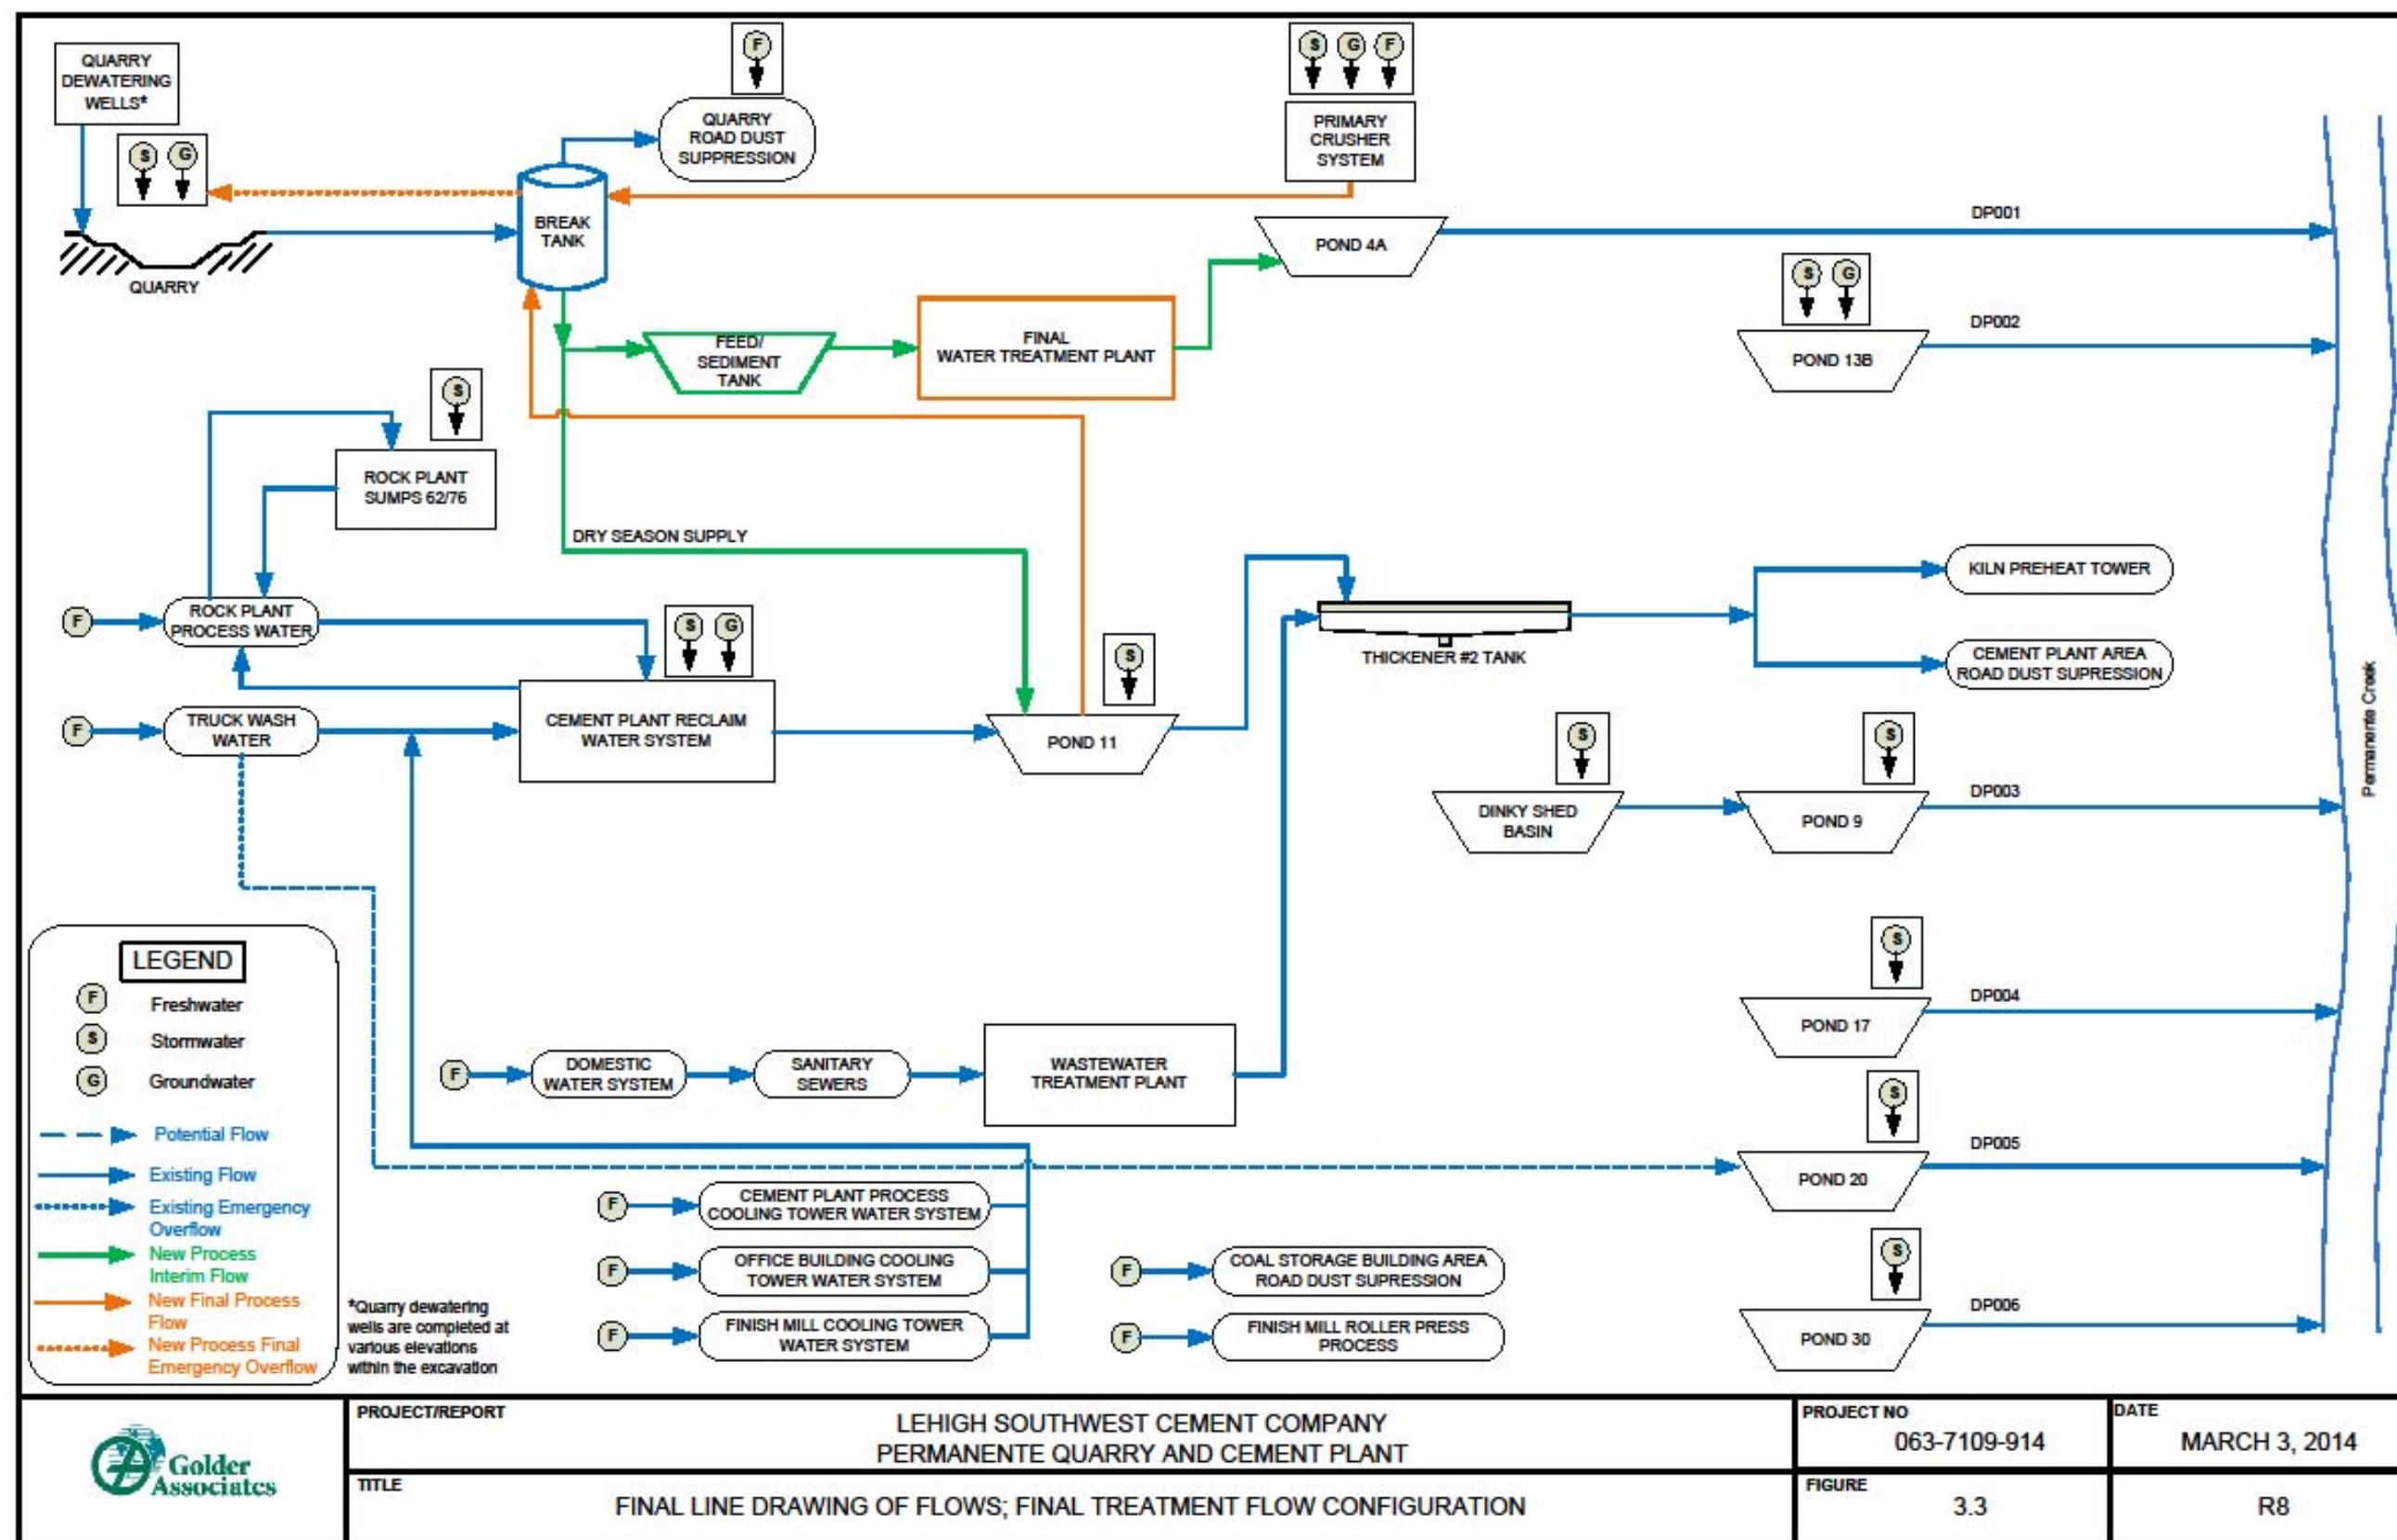 QUARRY
DEWATERING
WELLS*
S G
F
QUARRY
ROAD DUST
SUPPRESSION
S G F
PRIMARY
CRUSHER
SYSTEM
BREAK
TANK
QUARRY
POND 4A
DP001
S G
POND 13B
DP002
FEED/
SEDIMENT
TANK
FINAL
WATER TREATMENT PLANT
S
ROCK PLANT
SUMPS 62/76
DRY SEASON SUPPLY
F
ROCK PLANT
PROCESS WATER
S G
F
TRUCK WASH
WATER
CEMENT PLANT RECLAIM
WATER SYSTEM
S
POND 11
THICKENER #2 TANK
KILN PREHEAT TOWER
CEMENT PLANT AREA
ROAD DUST SUPRESSION
Permanente Creek
S
DINKY SHED
BASIN
S
POND 9
DP003
S
POND 17
DP004
F
DOMESTIC
WATER SYSTEM
SANITARY
SEWERS
WASTEWATER
TREATMENT PLANT
S
POND 20
DP005
F
CEMENT PLANT PROCESS
COOLING TOWER WATER SYSTEM
F
OFFICE BUILDING COOLING
TOWER WATER SYSTEM
F
FINISH MILL COOLING TOWER
WATER SYSTEM
F
COAL STORAGE BUILDING AREA
ROAD DUST SUPRESSION
F
FINISH MILL ROLLER PRESS
PROCESS
S
POND 30
DP006
LEGEND
F Freshwater
S Stormwater
G Groundwater
Potential Flow
Existing Flow
Existing Emergency
Overflow
New Process
Interim Flow
New Final Process
Flow
New Process Final
Emergency Overflow
*Quarry dewatering
wells are completed at
various elevations
within the excavation
Golder
Associates
PROJECT/REPORT
LEHIGH SOUTHWEST CEMENT COMPANY
PERMANENTE QUARRY AND CEMENT PLANT
PROJECT NO
063-7109-914
DATE
MARCH 3, 2014
TITLE
FINAL LINE DRAWING OF FLOWS; FINAL TREATMENT FLOW CONFIGURATION
FIGURE
3.3
R8